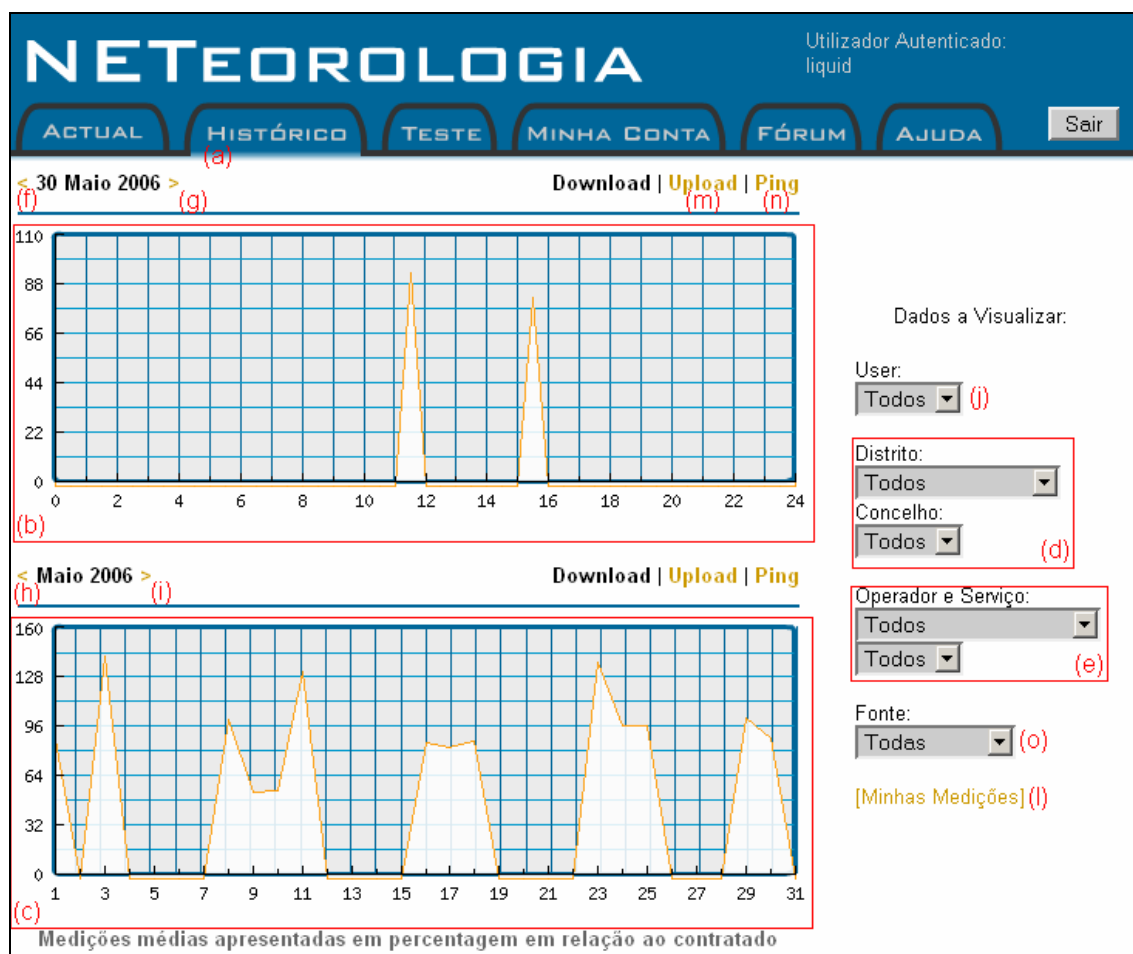 NETEOROLOGIA
Utilizador Autenticado:
liquid
ACTUAL HISTÓRICO TESTE MINHA CONTA FÓRUM AJUDA Sair
(a)
< 30 Maio 2006 > Download | Upload | Ping
(f) (g) (m) (n)
110
88
66
44
22
0
0 2 4 6 8 10 11 12 14 16 18 20 22 24
(b)
Dados a Visualizar:
User:
Todos (j)
Distrito:
Todos
Concelho:
Todos
(d)
< Maio 2006 > Download | Upload | Ping
(h) (i)
160
128
96
64
32
0
1 3 5 7 9 11 13 15 17 19 21 23 25 27 29 31
(c)
Operador e Serviço:
Todos
Todos
(e)
Fonte:
Todas (o)
[Minhas Medições] (l)
Medições médias apresentadas em percentagem em relação ao contratado